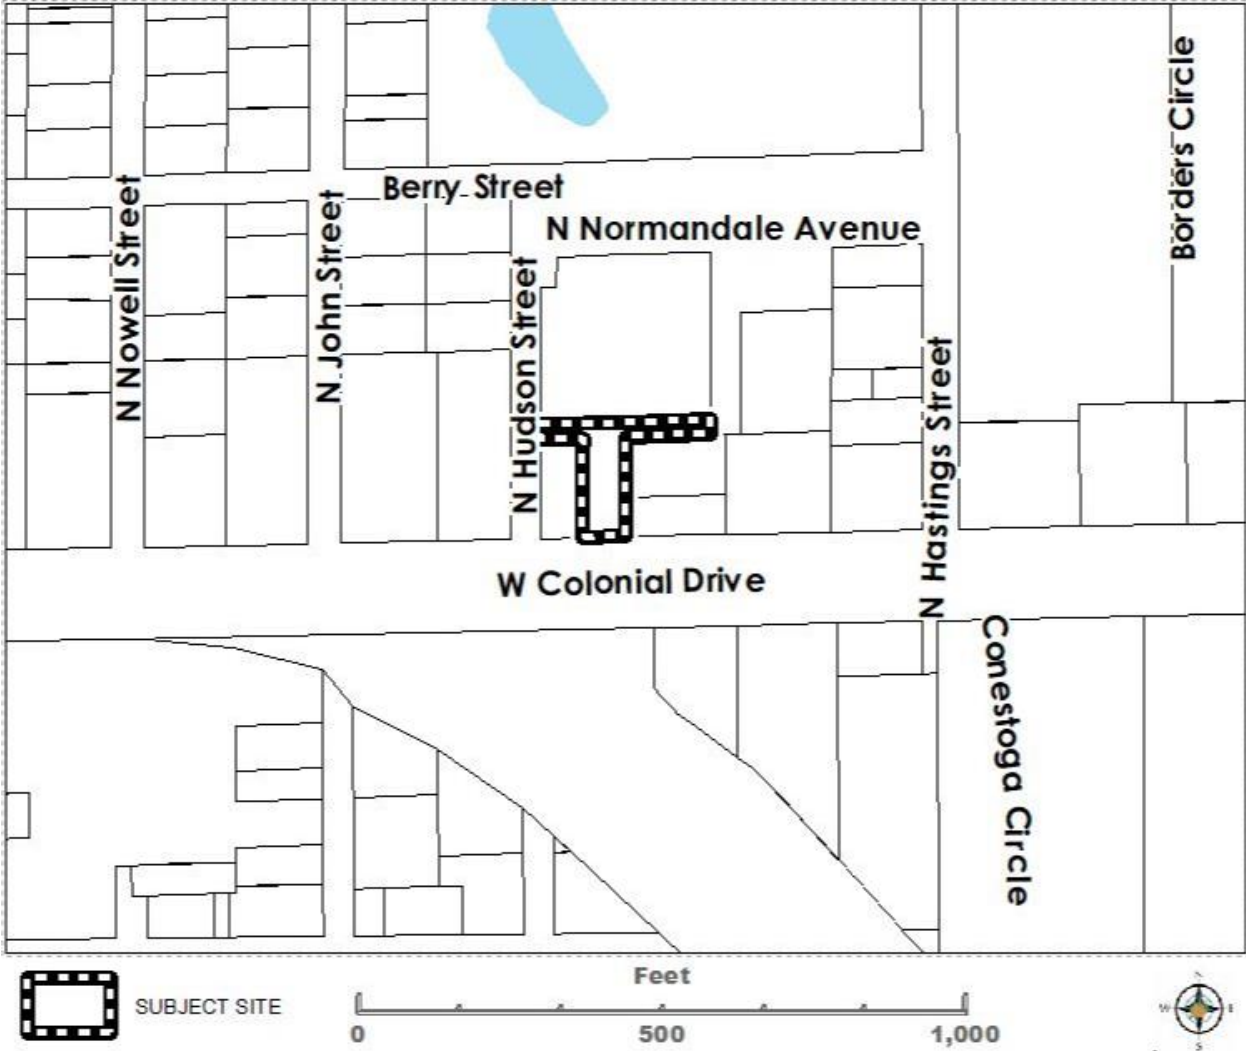 Berry Street
N Normandale Avenue
Borders Circle
N Nowell Street
N John Street
N Hudson Street
N Hastings Street
W Colonial Drive
Conestoga Circle
SUBJECT SITE
Feet
0 500 1,000
N
W E
S